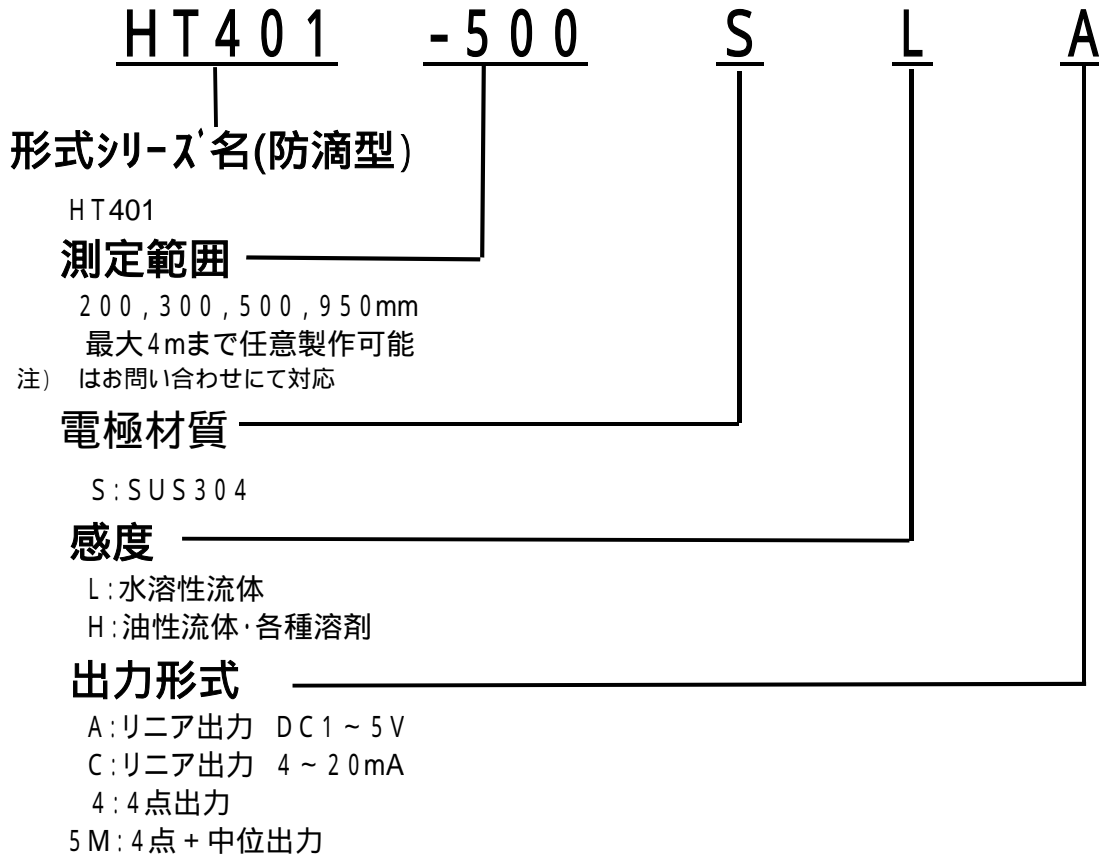 HT401 -500 S L A
形式ｼﾘｰｽﾞ名(防滴型)
HT401
測定範囲
200,300,500,950mm
最大4mまで任意製作可能
注) はお問い合わせにて対応
電極材質
S:SUS304
感度
L:水溶性流体
H:油性流体･各種溶剤
出力形式
A:リニア出力 DC1~5V
C:リニア出力 4~20mA
4:4点出力
5M:4点+中位出力